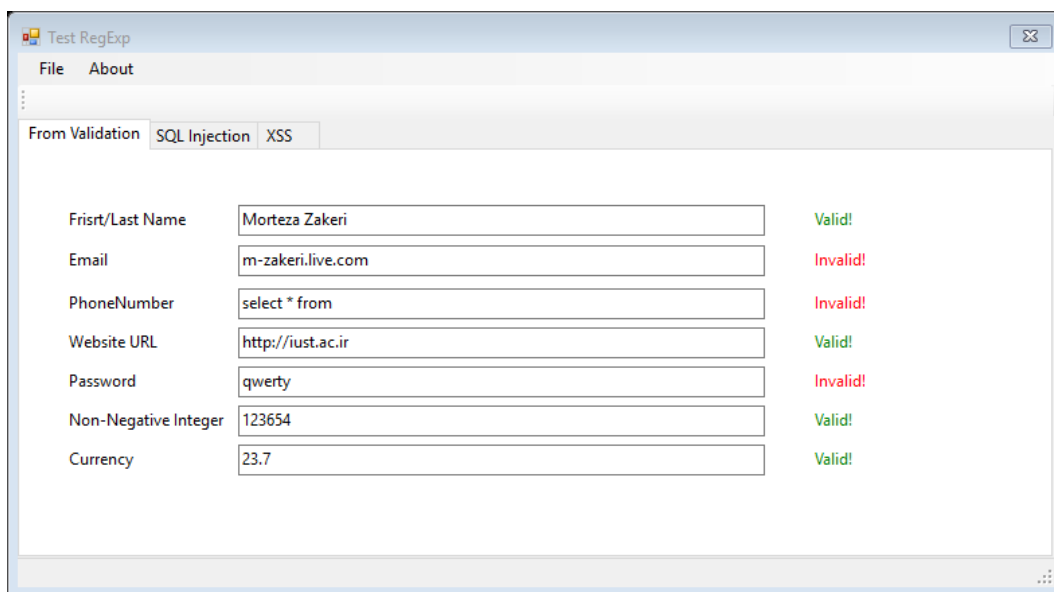 Test RegExp
File About
From Validation SQL Injection XSS
Frisrt/Last Name Morteza Zakeri Valid!
Email m-zakeri.live.com Invalid!
PhoneNumber select * from Invalid!
Website URL http://iust.ac.ir Valid!
Password qwerty Invalid!
Non-Negative Integer 123654 Valid!
Currency 23.7 Valid!